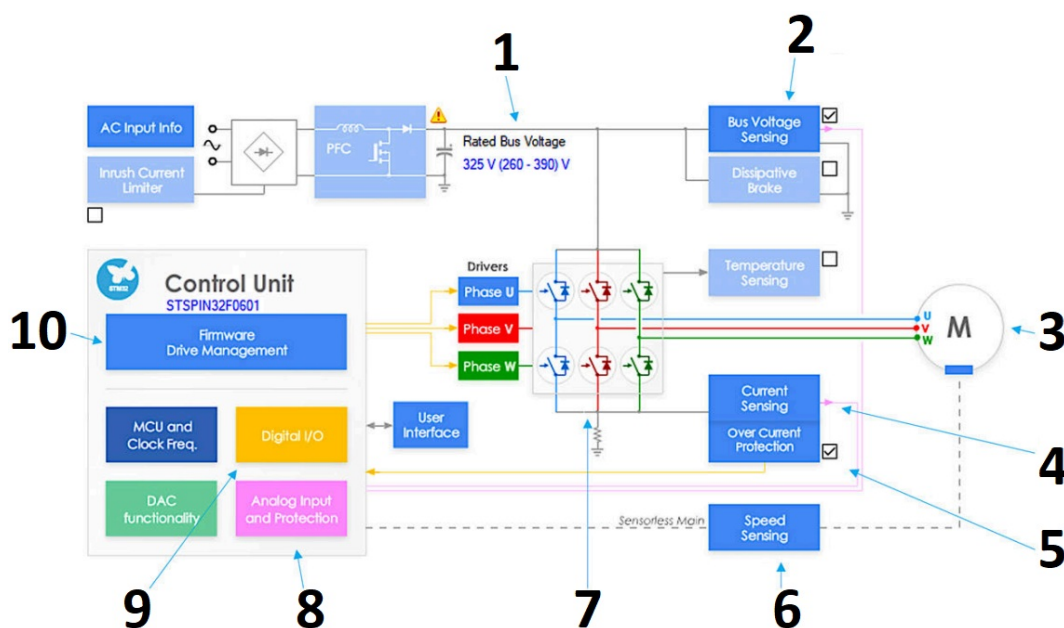 1
2
AC Input Info
Inrush Current
Limiter
PFC
Rated Bus Voltage
325 V (260 - 390) V
Bus Voltage
Sensing
Dissipative
Brake
Temperature
Sensing
STM32
Control Unit
STSPIN32F0601
Firmware
Drive Management
10
Drivers
Phase U
Phase V
Phase W
U
V
W
M
3
MCU and
Clock Freq.
Digital I/O
User
Interface
Current
Sensing
Over Current
Protection
4
DAC
functionality
Analog Input
and Protection
Sensorless Main
Speed
Sensing
5
9
8
7
6